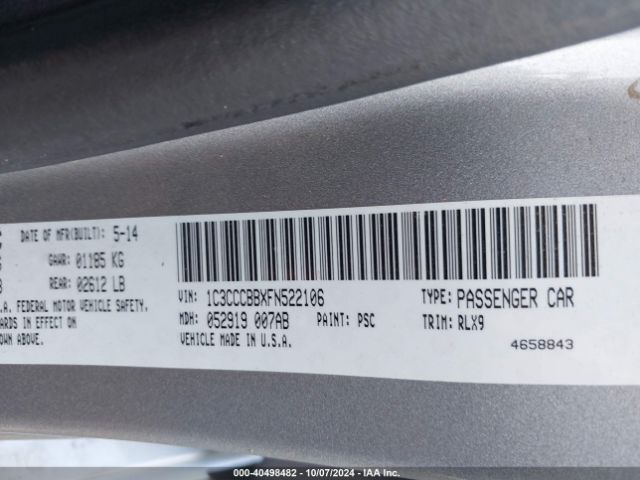 DATE OF MFR(BUILT): 5-14
GAWR: 01185 KG
REAR: 02612 LB
.A. FEDERAL MOTOR VEHICLE SAFETY.
ARDS IN EFFECT ON
OWN ABOVE.
VIN: 1C3CCCBBXFN522106
TYPE: PASSENGER CAR
MDH: 052919 007AB
PAINT: PSC
TRIM: RLX9
VEHICLE MADE IN U.S.A.
4658843
000-40498482 - 10/07/2024 - IAA Inc.